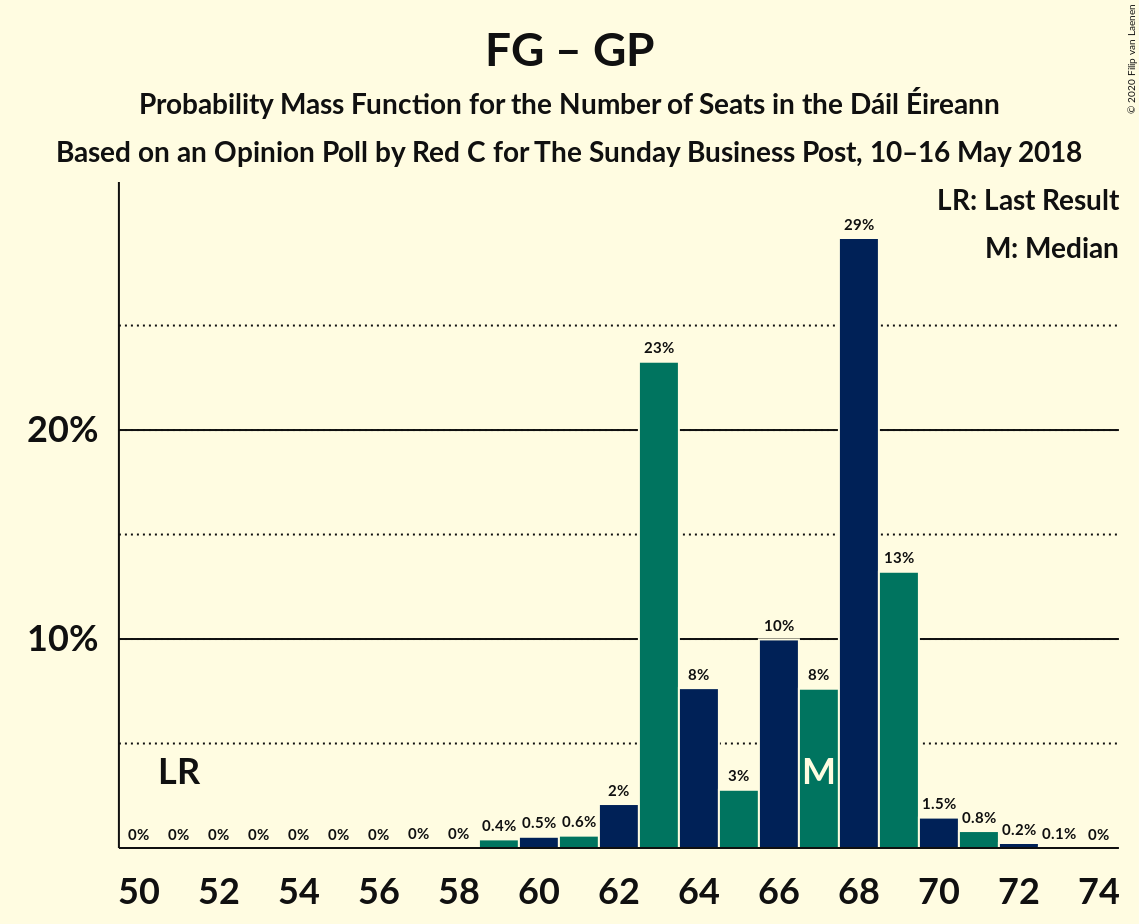 FG – GP
Probability Mass Function for the Number of Seats in the Dáil Éireann
Based on an Opinion Poll by Red C for The Sunday Business Post, 10–16 May 2018
© 2020 Filip van Laenen
LR: Last Result
M: Median
20%
10%
LR
M
0% 0% 0% 0% 0% 0% 0% 0% 0% 0.4% 0.5% 0.6% 2% 23% 8% 3% 10% 8% 29% 13% 1.5% 0.8% 0.2% 0.1% 0%
50 52 54 56 58 60 62 64 66 68 70 72 74